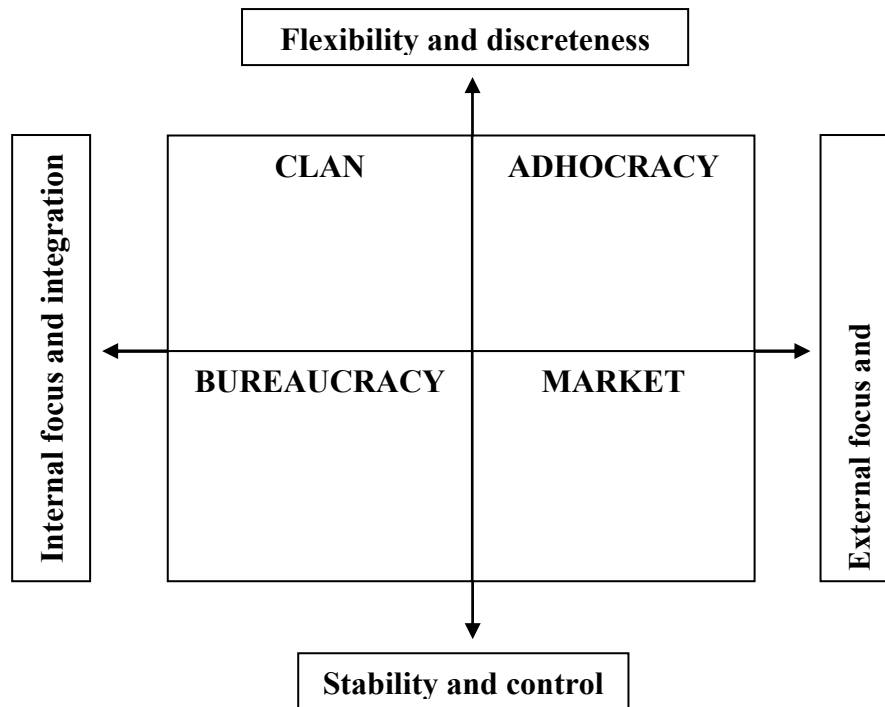 Flexibility and discreteness
Internal focus and integration
CLAN
ADHOCRACY
BUREAUCRACY
MARKET
External focus and
Stability and control